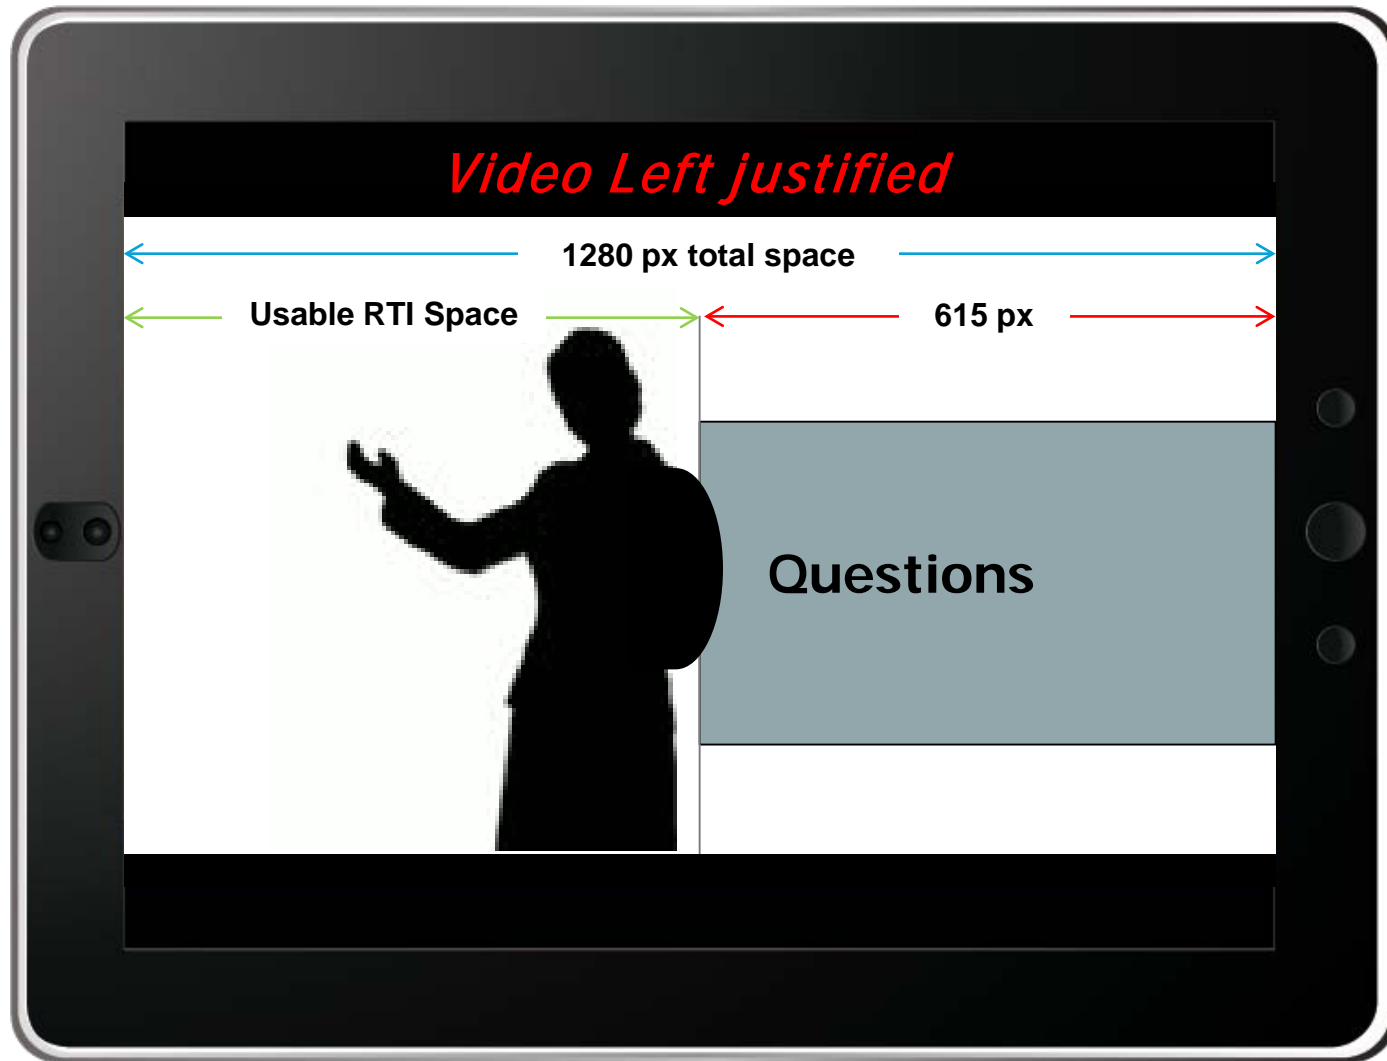 Video Left justified
1280 px total space
Usable RTI Space
615 px
Questions